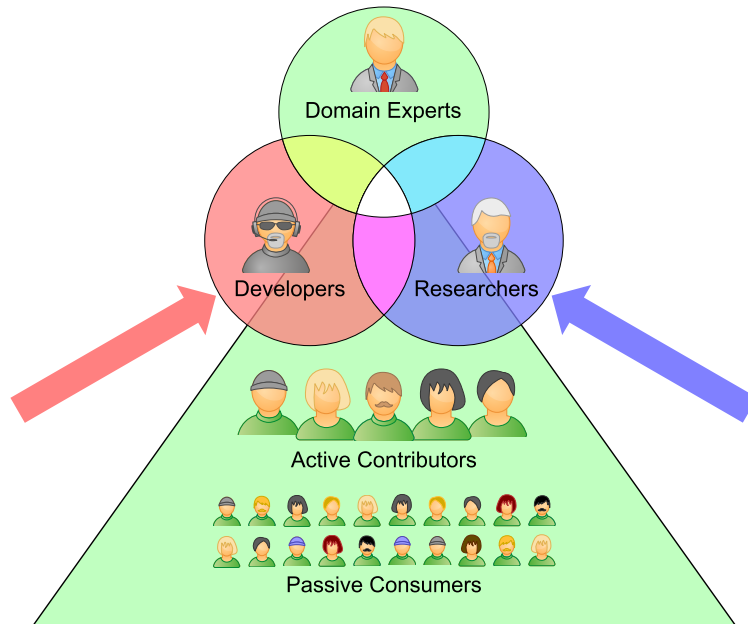 Domain Experts
Developers
Researchers
Active Contributors
Passive Consumers